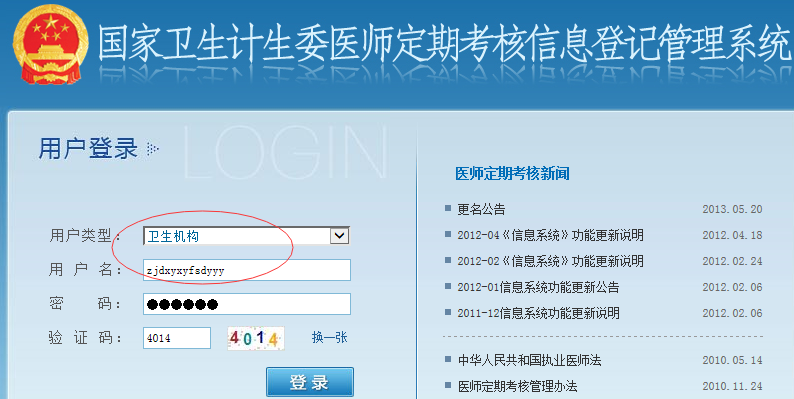 国家卫生计生委医师定期考核信息登记管理系统
用户登录
LOGIN
用户类型： 卫生机构
用 户 名： zjdxyxyfsdyyy
密 码： ●●●●●●
验 证 码： 4014 4014 换一张
登 录
医师定期考核新闻
更名公告 2013.05.20
2012-04《信息系统》功能更新说明 2012.04.18
2012-02《信息系统》功能更新说明 2012.02.24
2012-01信息系统功能更新公告 2012.02.06
2011-12信息系统功能更新说明 2012.02.06
中华人民共和国执业医师法 2010.05.14
医师定期考核管理办法 2010.11.24